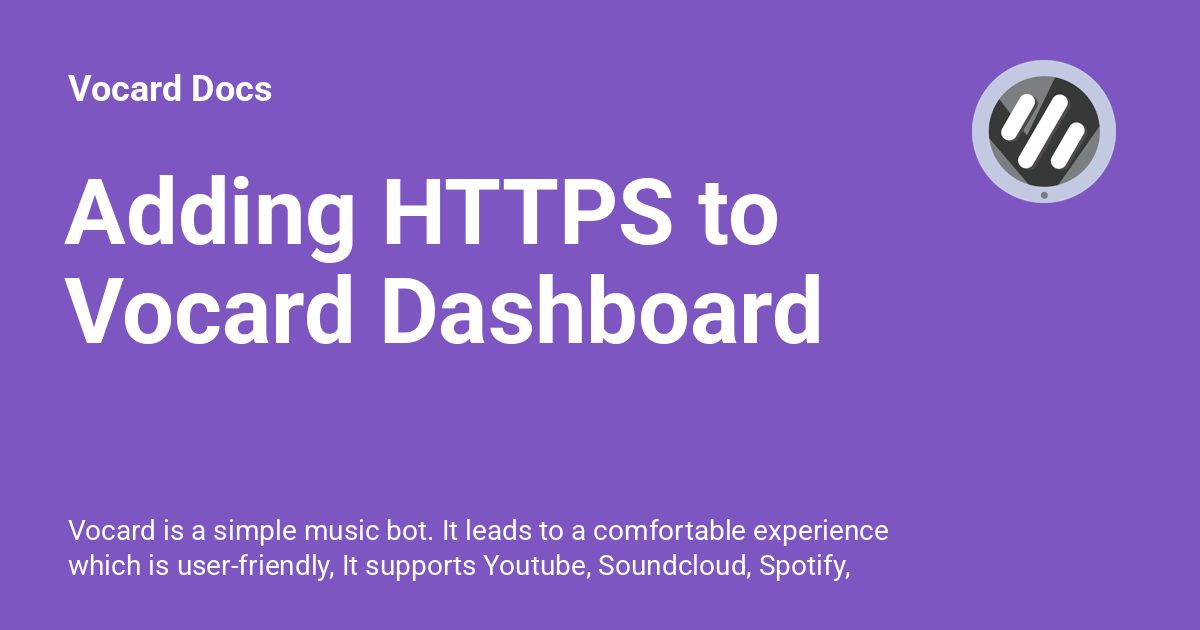 Vocard Docs
Adding HTTPS to
Vocard Dashboard
Vocard is a simple music bot. It leads to a comfortable experience
which is user-friendly, It supports Youtube, Soundcloud, Spotify,